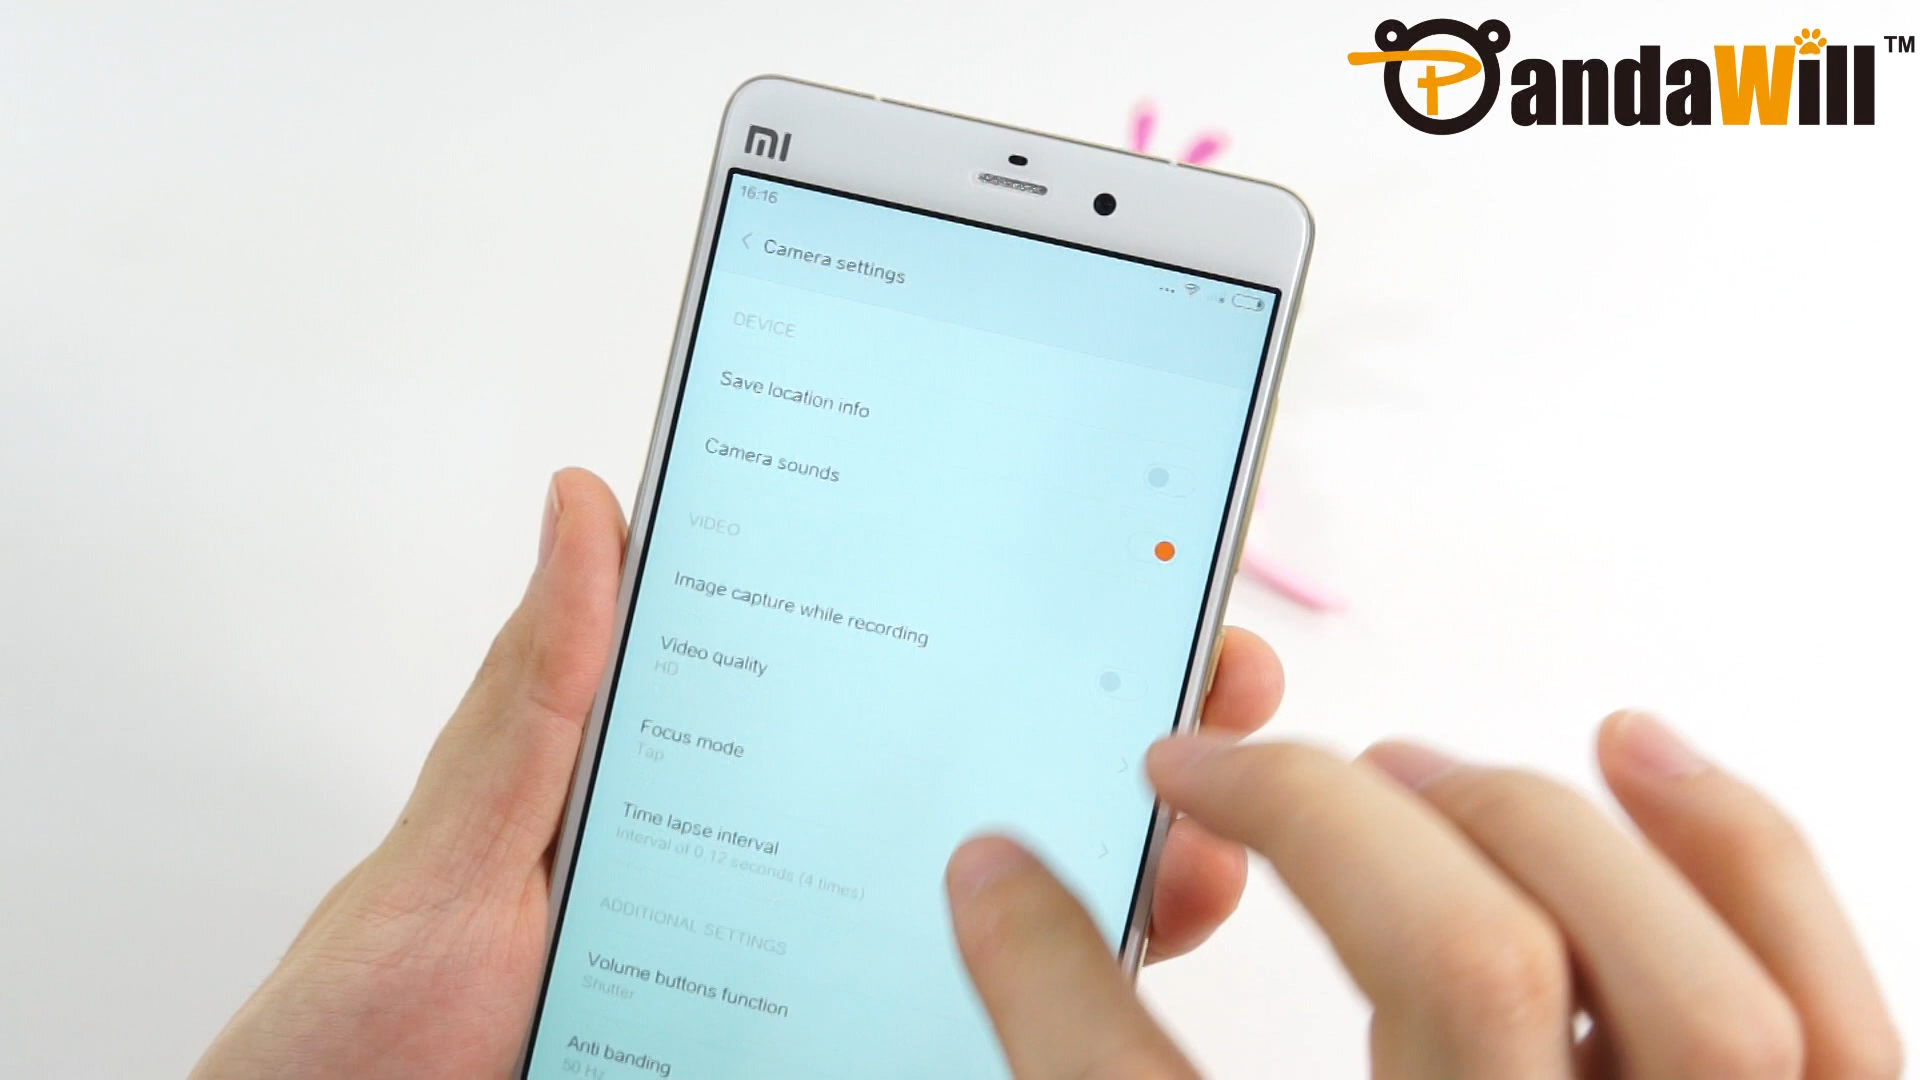 PandaWill™
MI
16:16
Camera settings
DEVICE
Save location info
Camera sounds
VIDEO
Image capture while recording
Video quality
HD
Focus mode
Tap
Time lapse interval
Interval of 0.12 seconds (4 times)
ADDITIONAL SETTINGS
Volume buttons function
Shutter
Anti banding
50 Hz